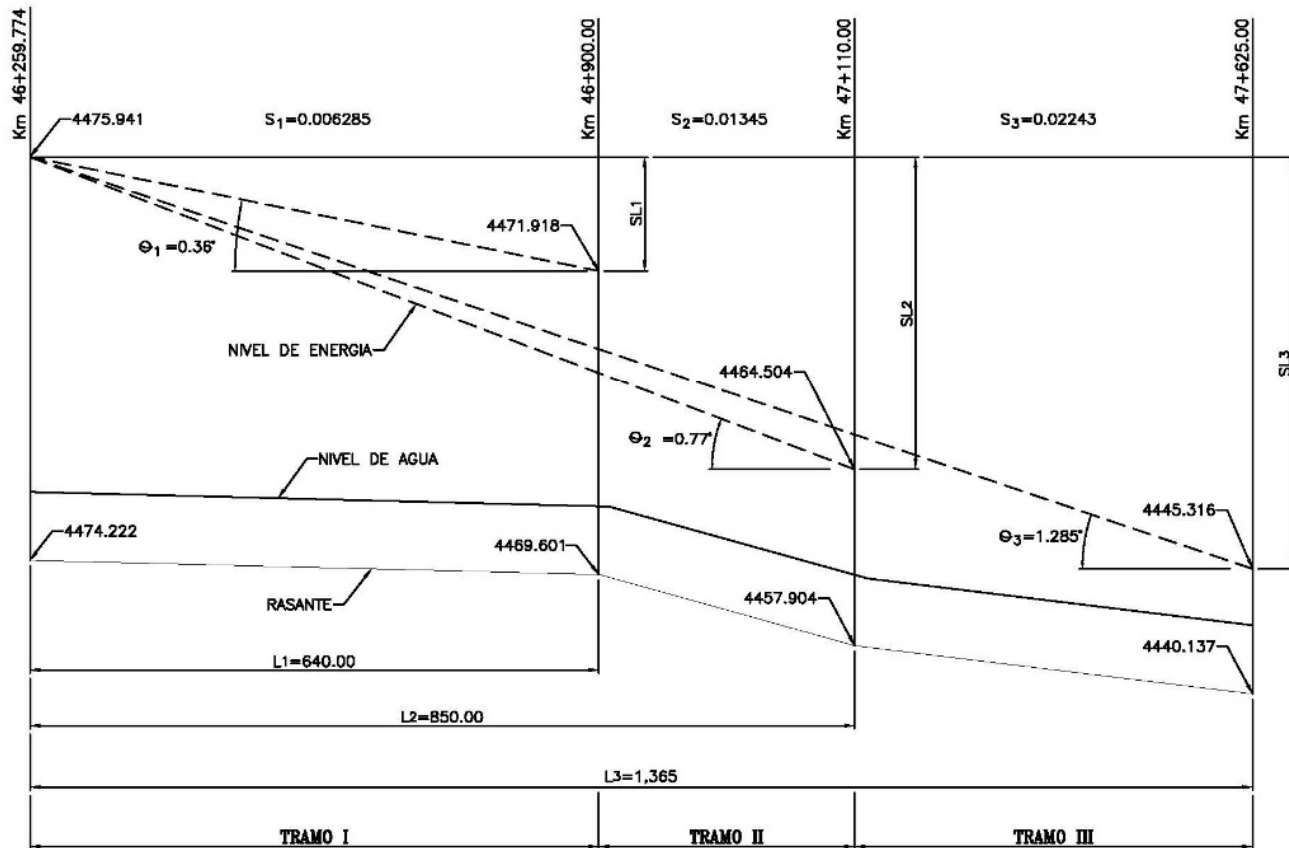 Km 46+259.774
Km 46+900.00
Km 47+110.00
Km 47+625.00
4475.941
S1=0.006285
S2=0.01345
S3=0.02243
SL1
4471.918
Θ1=0.36°
SL2
SL3
NIVEL DE ENERGIA
4464.504
Θ2 =0.77°
NIVEL DE AGUA
4445.316
Θ3=1.285°
4474.222
4469.601
RASANTE
4457.904
4440.137
L1=640.00
L2=850.00
L3=1,365
TRAMO I
TRAMO II
TRAMO III